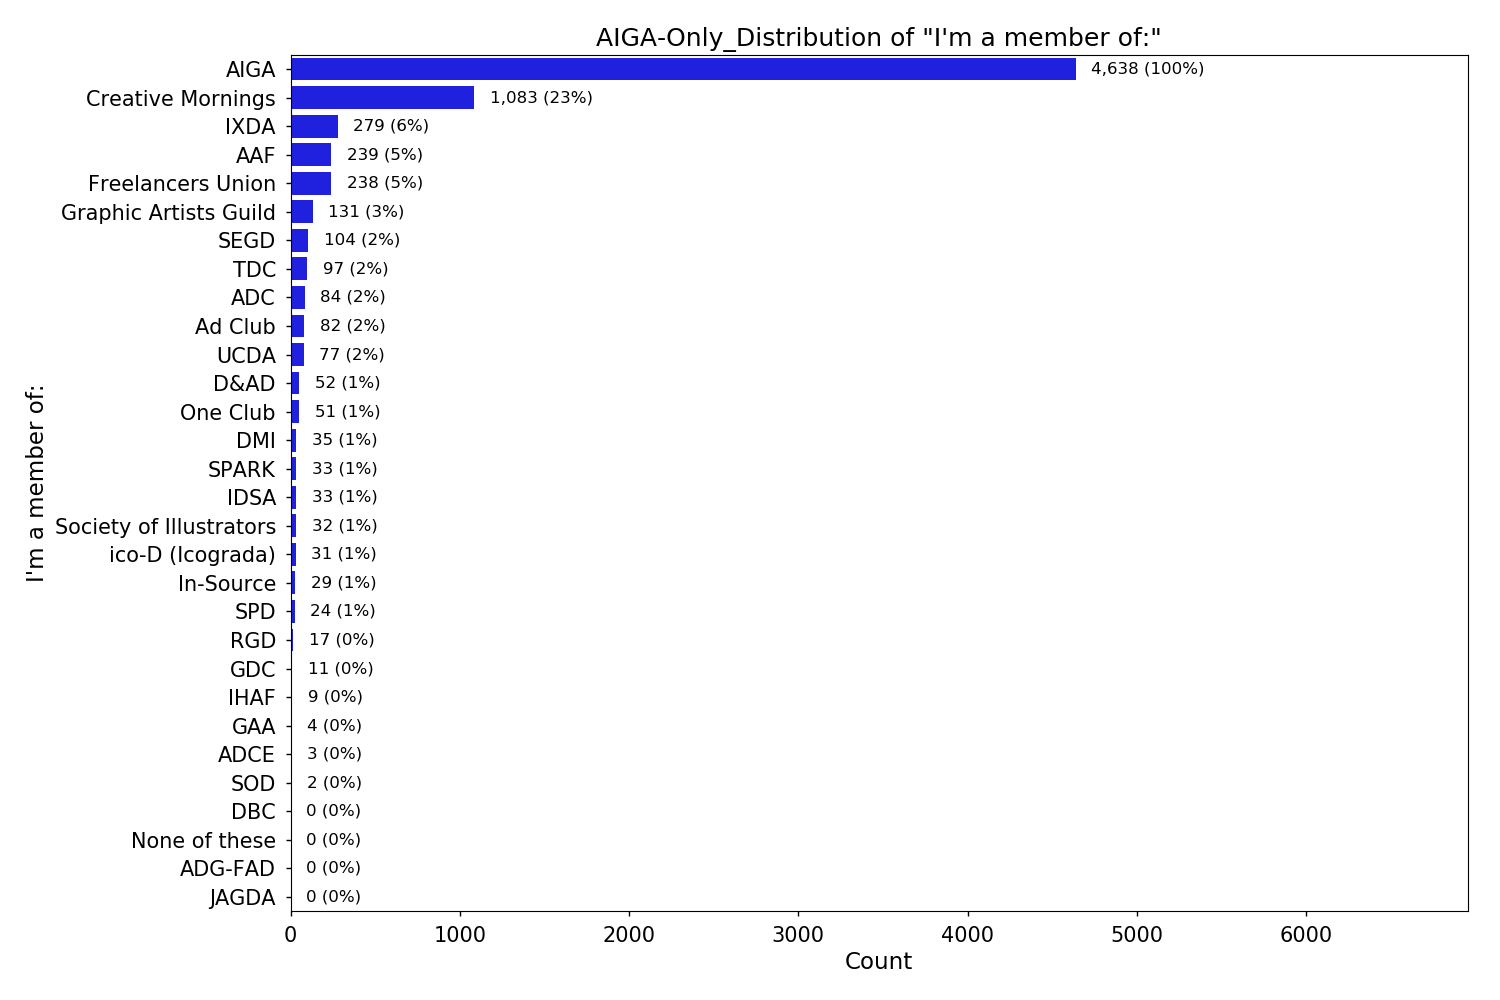 AIGA-Only_Distribution of "I'm a member of:"
AIGA 4,638 (100%)
Creative Mornings 1,083 (23%)
IXDA 279 (6%)
AAF 239 (5%)
Freelancers Union 238 (5%)
Graphic Artists Guild 131 (3%)
SEGD 104 (2%)
TDC 97 (2%)
ADC 84 (2%)
Ad Club 82 (2%)
UCDA 77 (2%)
D&AD 52 (1%)
One Club 51 (1%)
DMI 35 (1%)
SPARK 33 (1%)
IDSA 33 (1%)
Society of Illustrators 32 (1%)
ico-D (Icograda) 31 (1%)
In-Source 29 (1%)
SPD 24 (1%)
RGD 17 (0%)
GDC 11 (0%)
IHAF 9 (0%)
GAA 4 (0%)
ADCE 3 (0%)
SOD 2 (0%)
DBC 0 (0%)
None of these 0 (0%)
ADG-FAD 0 (0%)
JAGDA 0 (0%)
I'm a member of:
0 1000 2000 3000 4000 5000 6000
Count